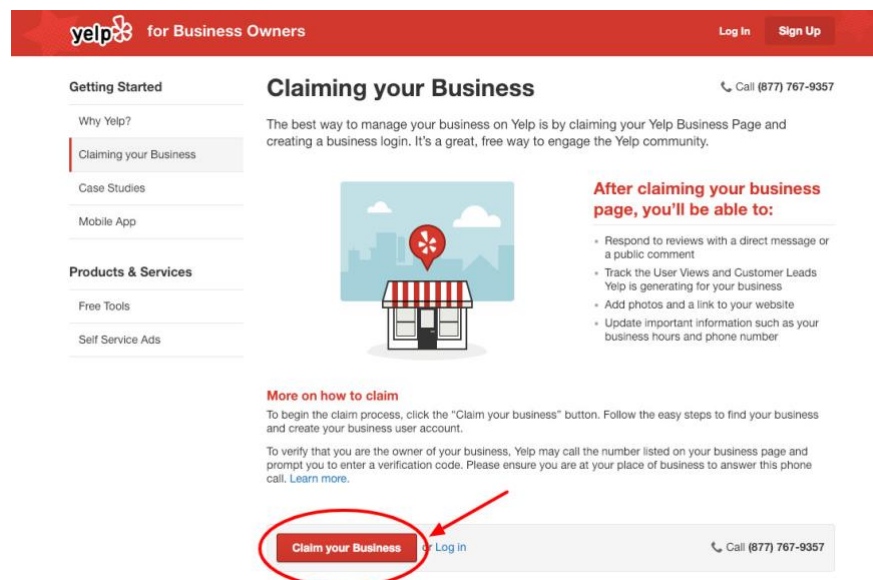 yelp for Business Owners
Log In
Sign Up
Getting Started
Why Yelp?
Claiming your Business
Case Studies
Mobile App
Products & Services
Free Tools
Self Service Ads
Claiming your Business
Call (877) 767-9357
The best way to manage your business on Yelp is by claiming your Yelp Business Page and
creating a business login. It's a great, free way to engage the Yelp community.
After claiming your business
page, you'll be able to:
Respond to reviews with a direct message or
a public comment
Track the User Views and Customer Leads
Yelp is generating for your business
Add photos and a link to your website
Update important information such as your
business hours and phone number
More on how to claim
To begin the claim process, click the "Claim your business" button. Follow the easy steps to find your business
and create your business user account.
To verify that you are the owner of your business, Yelp may call the number listed on your business page and
prompt you to enter a verification code. Please ensure you are at your place of business to answer this phone
call. Learn more.
Claim your Business
or Log in
Call (877) 767-9357